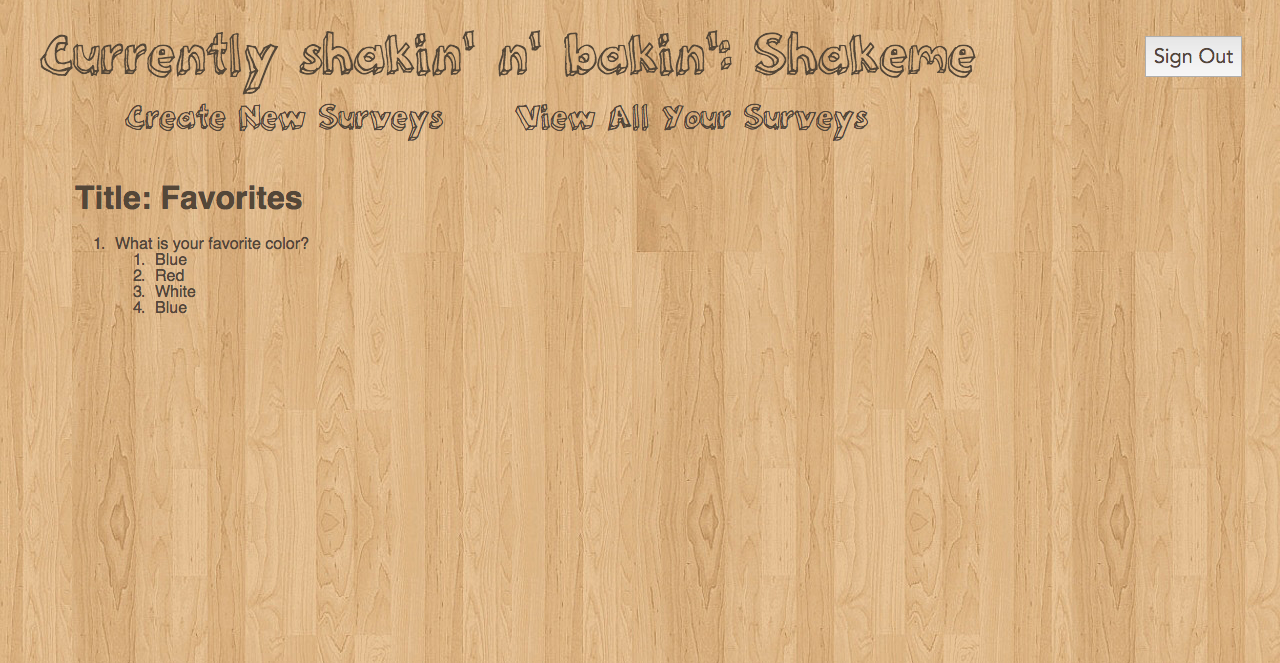 Currently shakin' n' bakin': Shakeme
Sign Out
Create New Surveys
View All Your Surveys
Title: Favorites
1. What is your favorite color?
1. Blue
2. Red
3. White
4. Blue